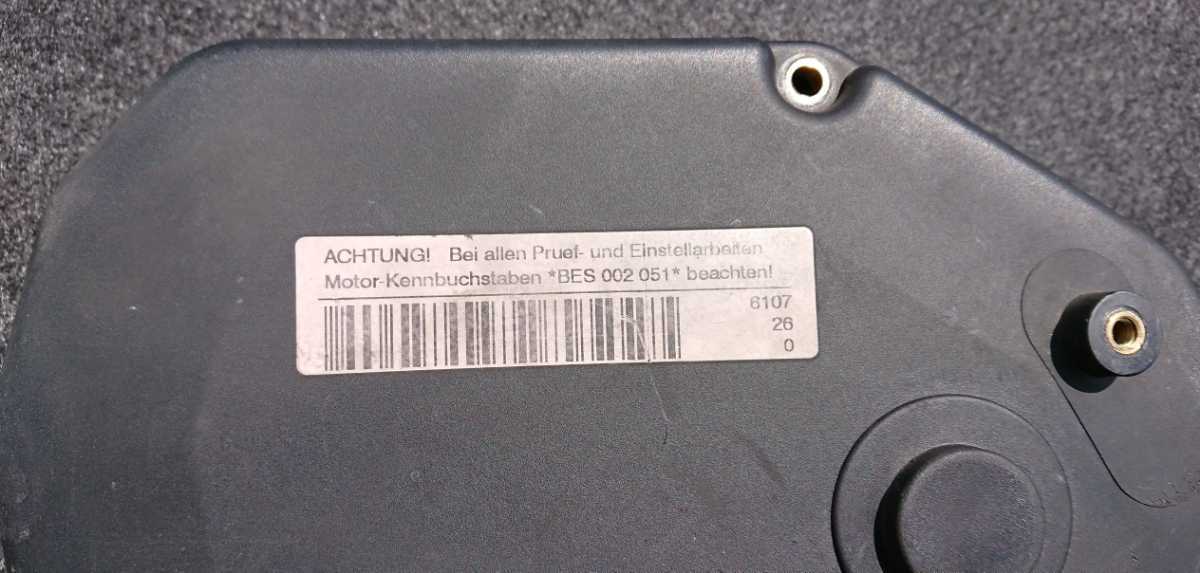 ACHTUNG! Bei allen Pruef- und Einstellarbeiten
Motor-Kennbuchstaben *BES 002 051* beachten!
6107
26
0